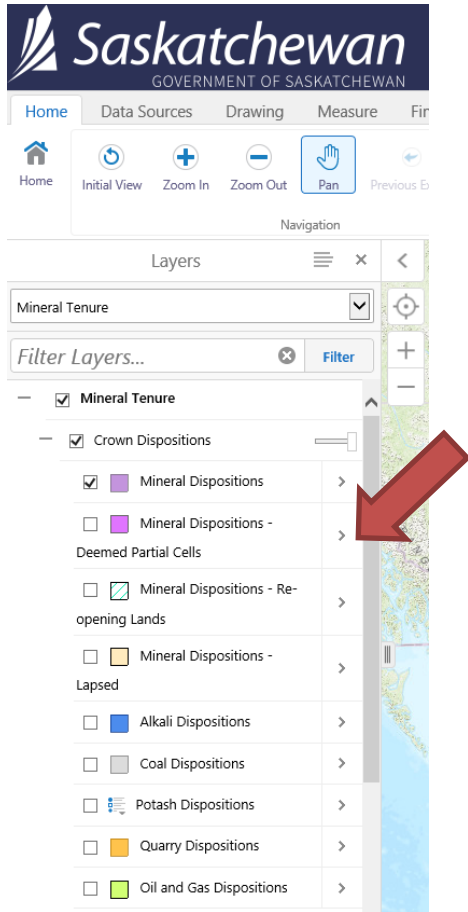 Saskatchewan
GOVERNMENT OF SASKATCHEWAN
Home Data Sources Drawing Measure Fin
Home Initial View Zoom In Zoom Out Pan Previous Ex
Navigation
Layers
Mineral Tenure
Filter Layers... Filter
Mineral Tenure
Crown Dispositions
Mineral Dispositions
Mineral Dispositions -
Deemed Partial Cells
Mineral Dispositions - Re-
opening Lands
Mineral Dispositions -
Lapsed
Alkali Dispositions
Coal Dispositions
Potash Dispositions
Quarry Dispositions
Oil and Gas Dispositions